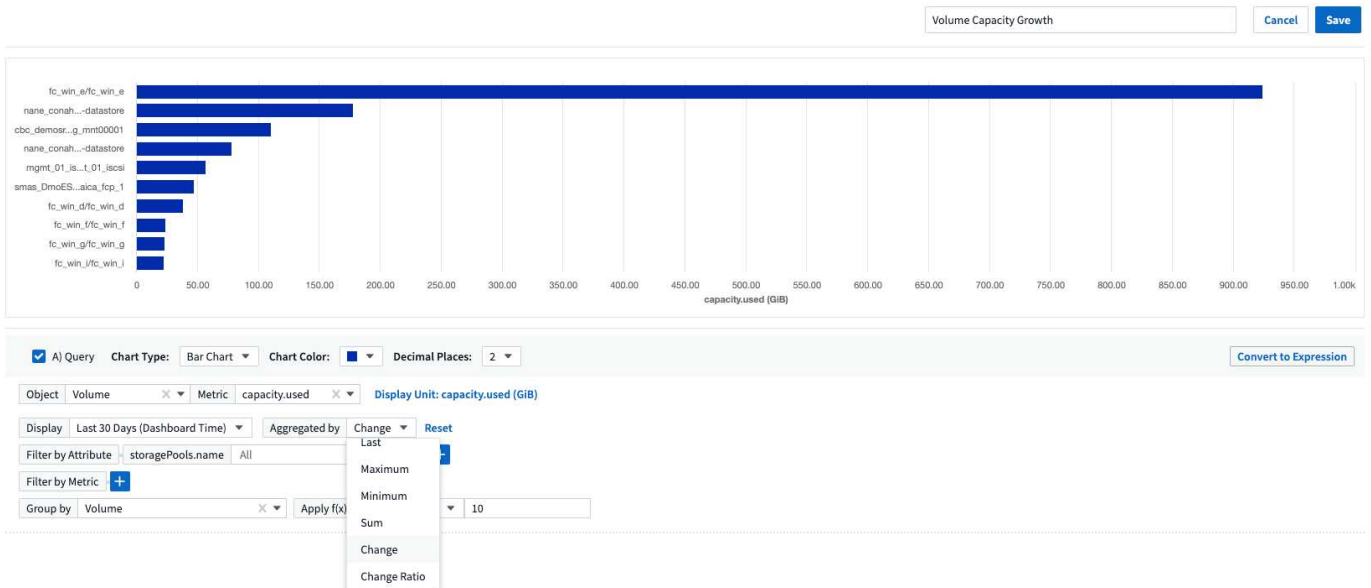 Volume Capacity Growth Cancel Save
fc_win_e/fc_win_e
nane_conah...-datastore
cbc_demosr...g_mnt00001
nane_conah...-datastore
mgmt_01_is...t_01_iscsi
smas_DmoES...aica_fcp_1
fc_win_d/fc_win_d
fc_win_f/fc_win_f
fc_win_g/fc_win_g
fc_win_i/fc_win_i
0 50.00 100.00 150.00 200.00 250.00 300.00 350.00 400.00 450.00 500.00 550.00 600.00 650.00 700.00 750.00 800.00 850.00 900.00 950.00 1.00k
capacity.used (GiB)
A) Query Chart Type: Bar Chart Chart Color: Decimal Places: 2 Convert to Expression
Object Volume Metric capacity.used Display Unit: capacity.used (GiB)
Display Last 30 Days (Dashboard Time) Aggregated by Change Reset
Last
Filter by Attribute storagePools.name All
Maximum
Filter by Metric +
Minimum
Group by Volume Apply f(x) 10
Sum
Change
Change Ratio